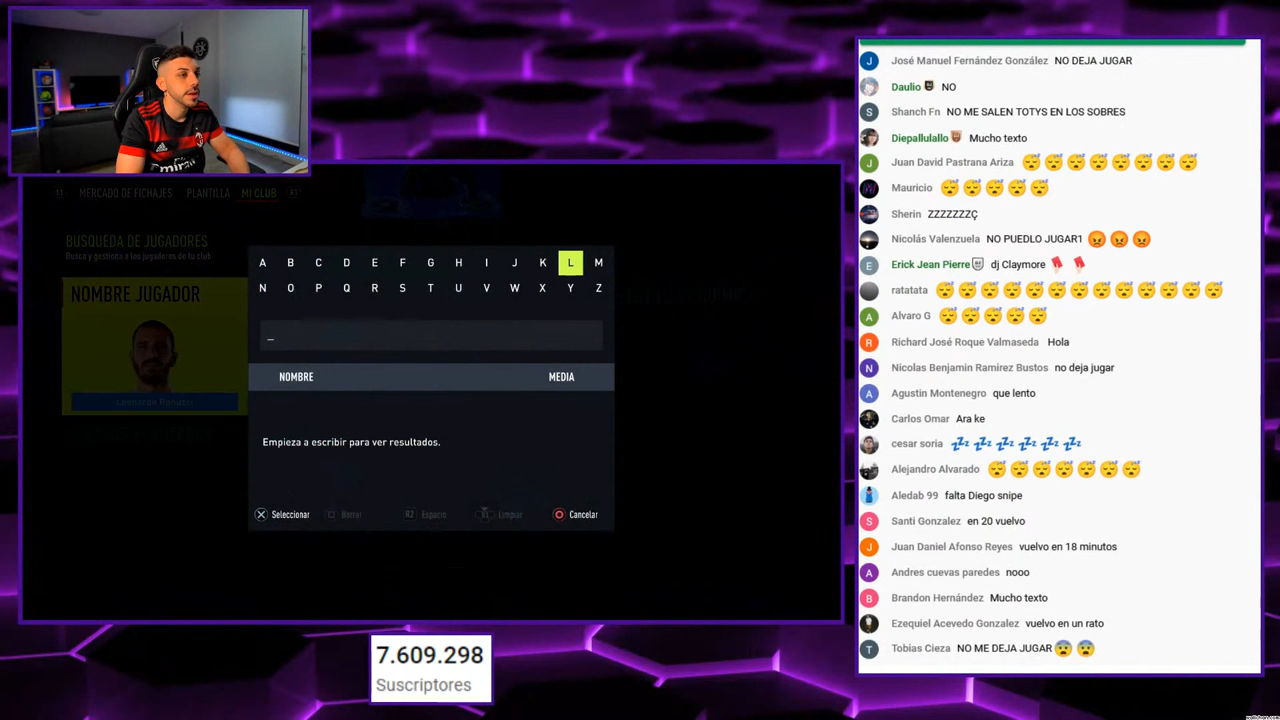 MERCADO DE FICHAJES PLANTILLA MI CLUB
BÚSQUEDA DE JUGADORES
Busca y gestiona a los jugadores de tu club
NOMBRE JUGADOR
Leonardo Bonucci
A B C D E F G H I J K L M
N O P Q R S T U V W X Y Z
_
NOMBRE MEDIA
Empieza a escribir para ver resultados.
Seleccionar Borrar R2 Espacio Limpiar Cancelar
7.609.298
Suscriptores
José Manuel Fernández González NO DEJA JUGAR
Daulio NO
Shanch Fn NO ME SALEN TOTYS EN LOS SOBRES
Diepallulallo Mucho texto
Juan David Pastrana Ariza 😴😴😴😴😴😴😴😴
Mauricio 😴😴😴😴😴
Sherin ZZZZZZZÇ
Nicolás Valenzuela NO PUEDLO JUGAR1 😡😡😡
Erick Jean Pierre dj Claymore
ratatata 😴😴😴😴😴😴😴😴😴😴😴😴😴
Alvaro G 😴😴😴😴😴
Richard José Roque Valmaseda Hola
Nicolas Benjamin Ramirez Bustos no deja jugar
Agustin Montenegro que lento
Carlos Omar Ara ke
cesar soria 💤💤💤💤💤💤
Alejandro Alvarado 😴😴😴😴😴😴😴
Aledab 99 falta Diego snipe
Santi Gonzalez en 20 vuelvo
Juan Daniel Afonso Reyes vuelvo en 18 minutos
Andres cuevas paredes nooo
Brandon Hernández Mucho texto
Ezequiel Acevedo Gonzalez vuelvo en un rato
Tobias Cieza NO ME DEJA JUGAR 😨😨